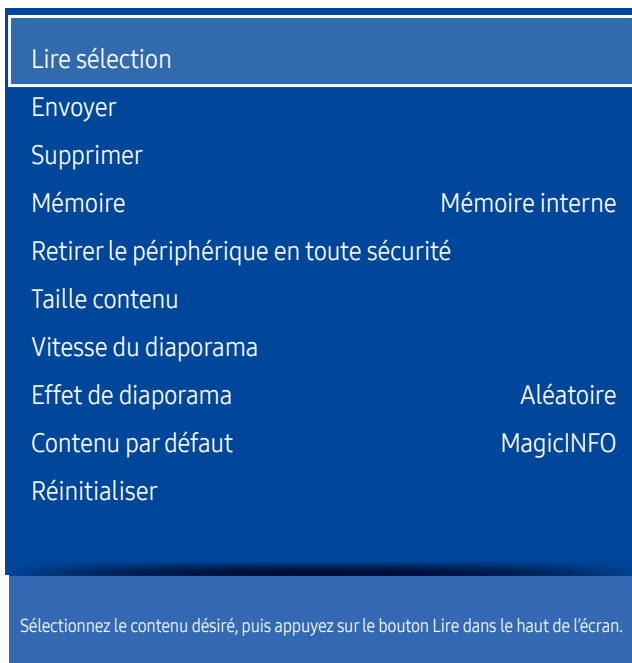 Lire sélection
Envoyer
Supprimer
Mémoire Mémoire interne
Retirer le périphérique en toute sécurité
Taille contenu
Vitesse du diaporama
Effet de diaporama Aléatoire
Contenu par défaut MagicINFO
Réinitialiser
Sélectionnez le contenu désiré, puis appuyez sur le bouton Lire dans le haut de l'écran.